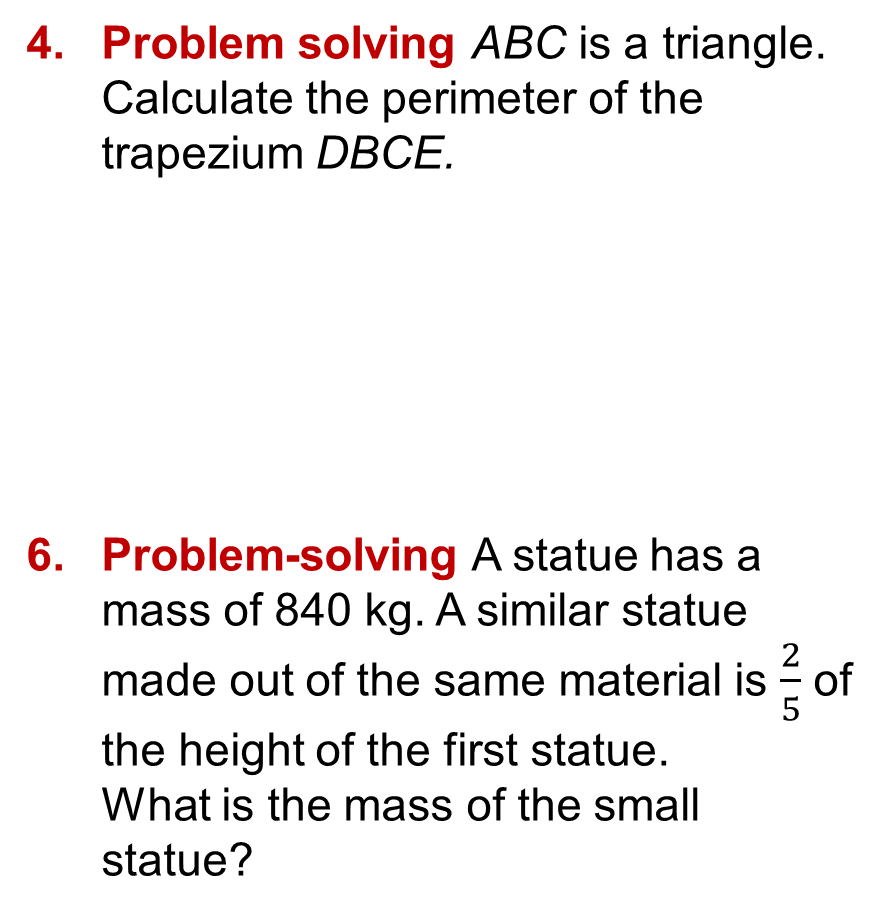 4. Problem solving ABC is a triangle.
Calculate the perimeter of the
trapezium DBCE.
6. Problem-solving A statue has a
mass of 840 kg. A similar statue
made out of the same material is 2/5 of
the height of the first statue.
What is the mass of the small
statue?